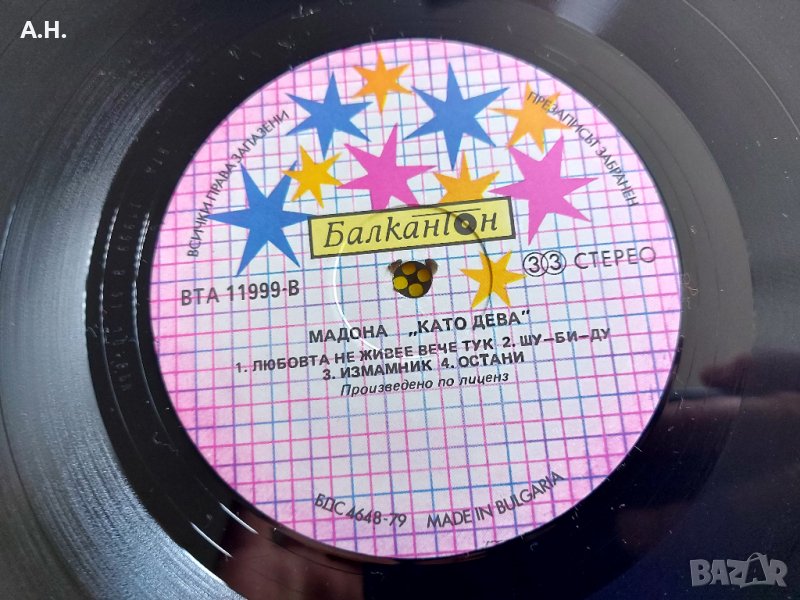 A.H.
ВСИЧКИ ПРАВА ЗАПАЗЕНИ
ПРЕЗАПИСЪТ ЗАБРАНЕН
Балкантон
ВТА 11999-В
33 СТЕРЕО
МАДОНА „КАТО ДЕВА"
1. ЛЮБОВТА НЕ ЖИВЕЕ ВЕЧЕ ТУК 2. ШУ-БИ-ДУ
3. ИЗМАМНИК 4. ОСТАНИ
Произведено по лиценз
БДС 4648-79 MADE IN BULGARIA
BAZAR